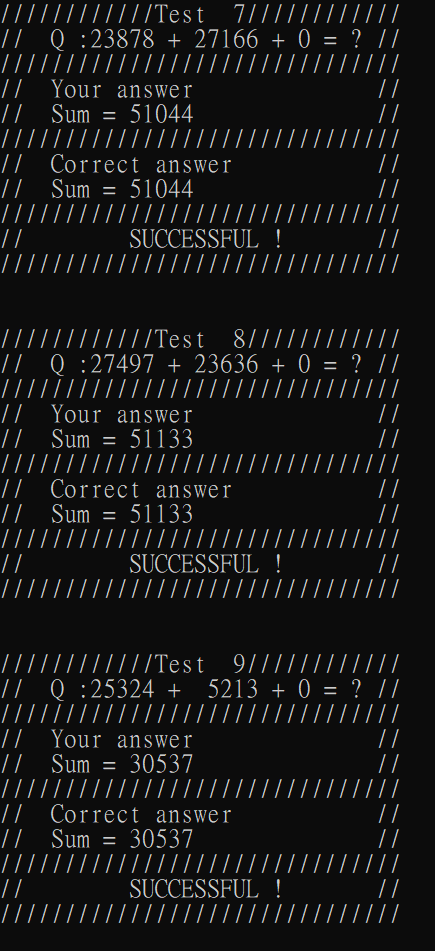 ////////////Test  7////////////
//  Q :23878 + 27166 + 0 = ? //
///////////////////////////////
//  Your answer              //
//  Sum = 51044              //
///////////////////////////////
//  Correct answer           //
//  Sum = 51044              //
///////////////////////////////
//        SUCCESSFUL !       //
///////////////////////////////
////////////Test  8////////////
//  Q :27497 + 23636 + 0 = ? //
///////////////////////////////
//  Your answer              //
//  Sum = 51133              //
///////////////////////////////
//  Correct answer           //
//  Sum = 51133              //
///////////////////////////////
//        SUCCESSFUL !       //
///////////////////////////////
////////////Test  9////////////
//  Q :25324 +  5213 + 0 = ? //
///////////////////////////////
//  Your answer              //
//  Sum = 30537              //
///////////////////////////////
//  Correct answer           //
//  Sum = 30537              //
///////////////////////////////
//        SUCCESSFUL !       //
///////////////////////////////